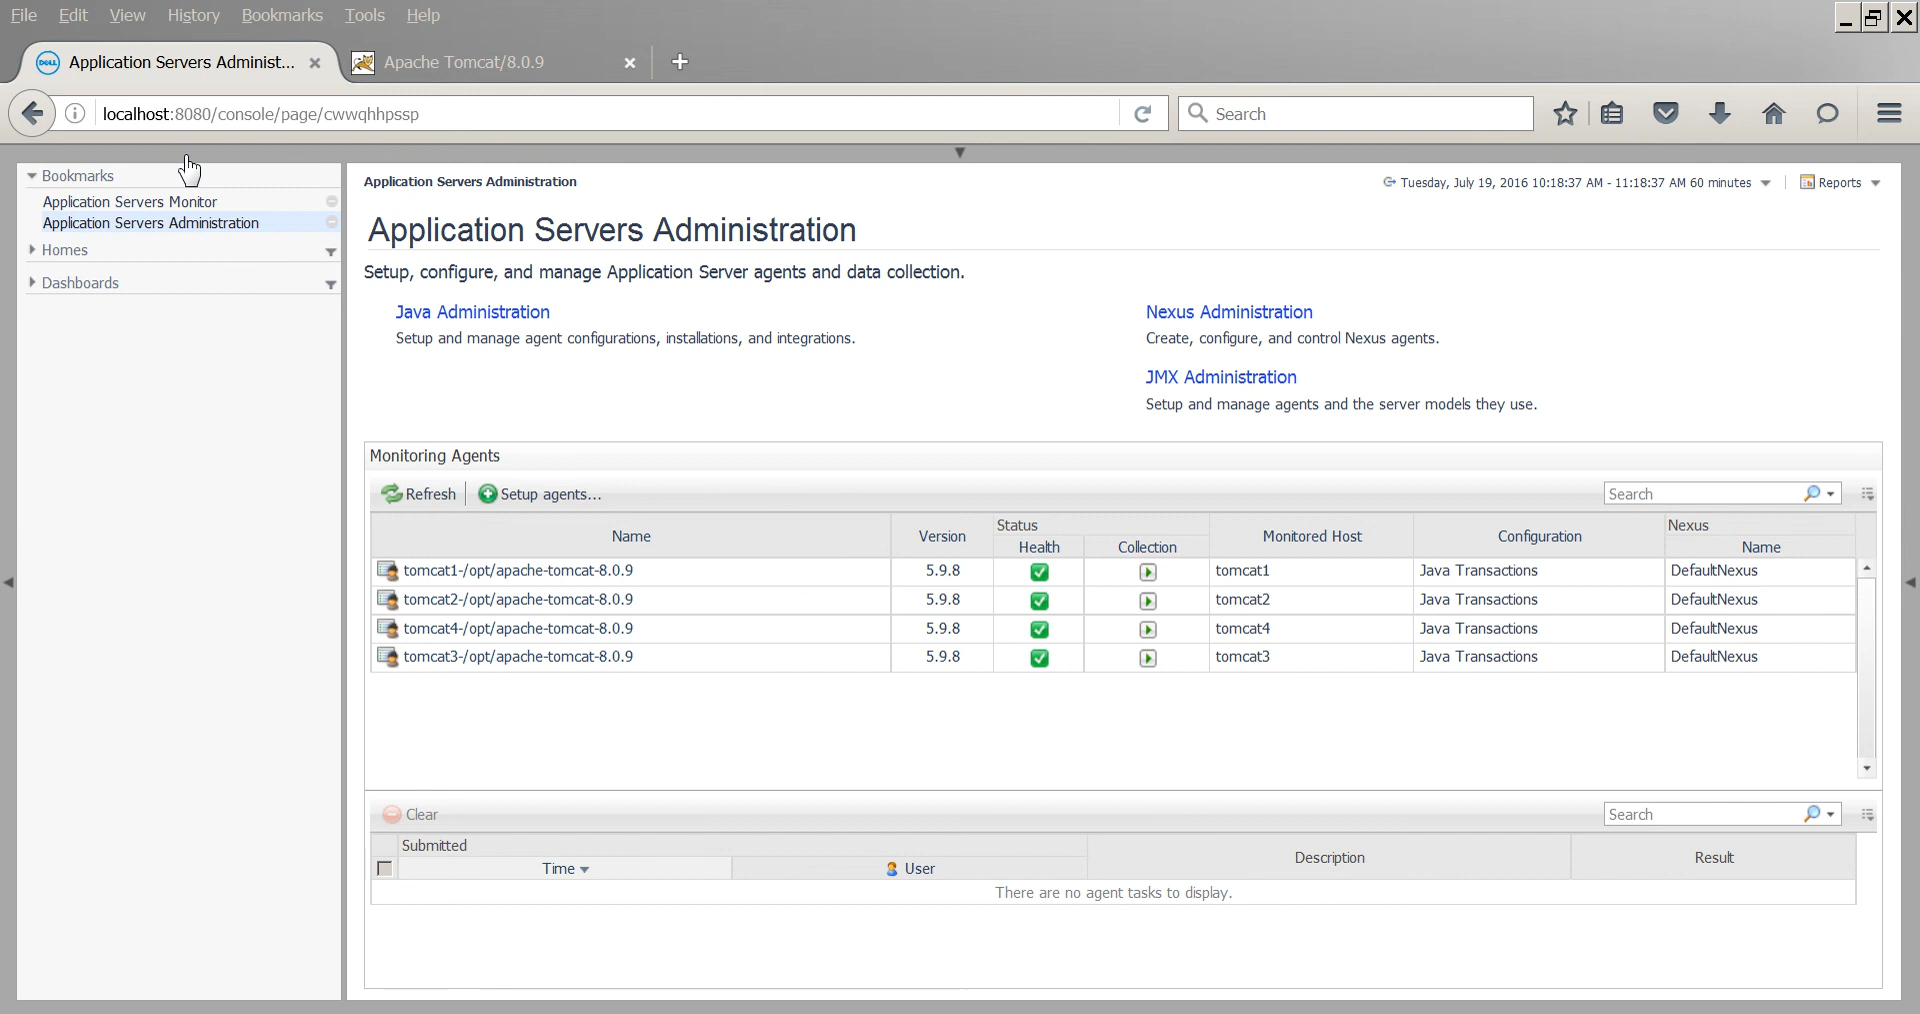 File Edit View History Bookmarks Tools Help
DELL Application Servers Administ... Apache Tomcat/8.0.9
localhost:8080/console/page/cwwqhhpssp Search
Bookmarks
Application Servers Monitor
Application Servers Administration
Homes
Dashboards
Application Servers Administration Tuesday, July 19, 2016 10:18:37 AM - 11:18:37 AM 60 minutes Reports
Application Servers Administration
Setup, configure, and manage Application Server agents and data collection.
Java Administration
Setup and manage agent configurations, installations, and integrations.
Nexus Administration
Create, configure, and control Nexus agents.
JMX Administration
Setup and manage agents and the server models they use.
Monitoring Agents
Refresh Setup agents... Search
Name Version Status Health Collection Monitored Host Configuration Nexus Name
tomcat1-/opt/apache-tomcat-8.0.9 5.9.8 tomcat1 Java Transactions DefaultNexus
tomcat2-/opt/apache-tomcat-8.0.9 5.9.8 tomcat2 Java Transactions DefaultNexus
tomcat4-/opt/apache-tomcat-8.0.9 5.9.8 tomcat4 Java Transactions DefaultNexus
tomcat3-/opt/apache-tomcat-8.0.9 5.9.8 tomcat3 Java Transactions DefaultNexus
Clear Search
Submitted
Time User Description Result
There are no agent tasks to display.